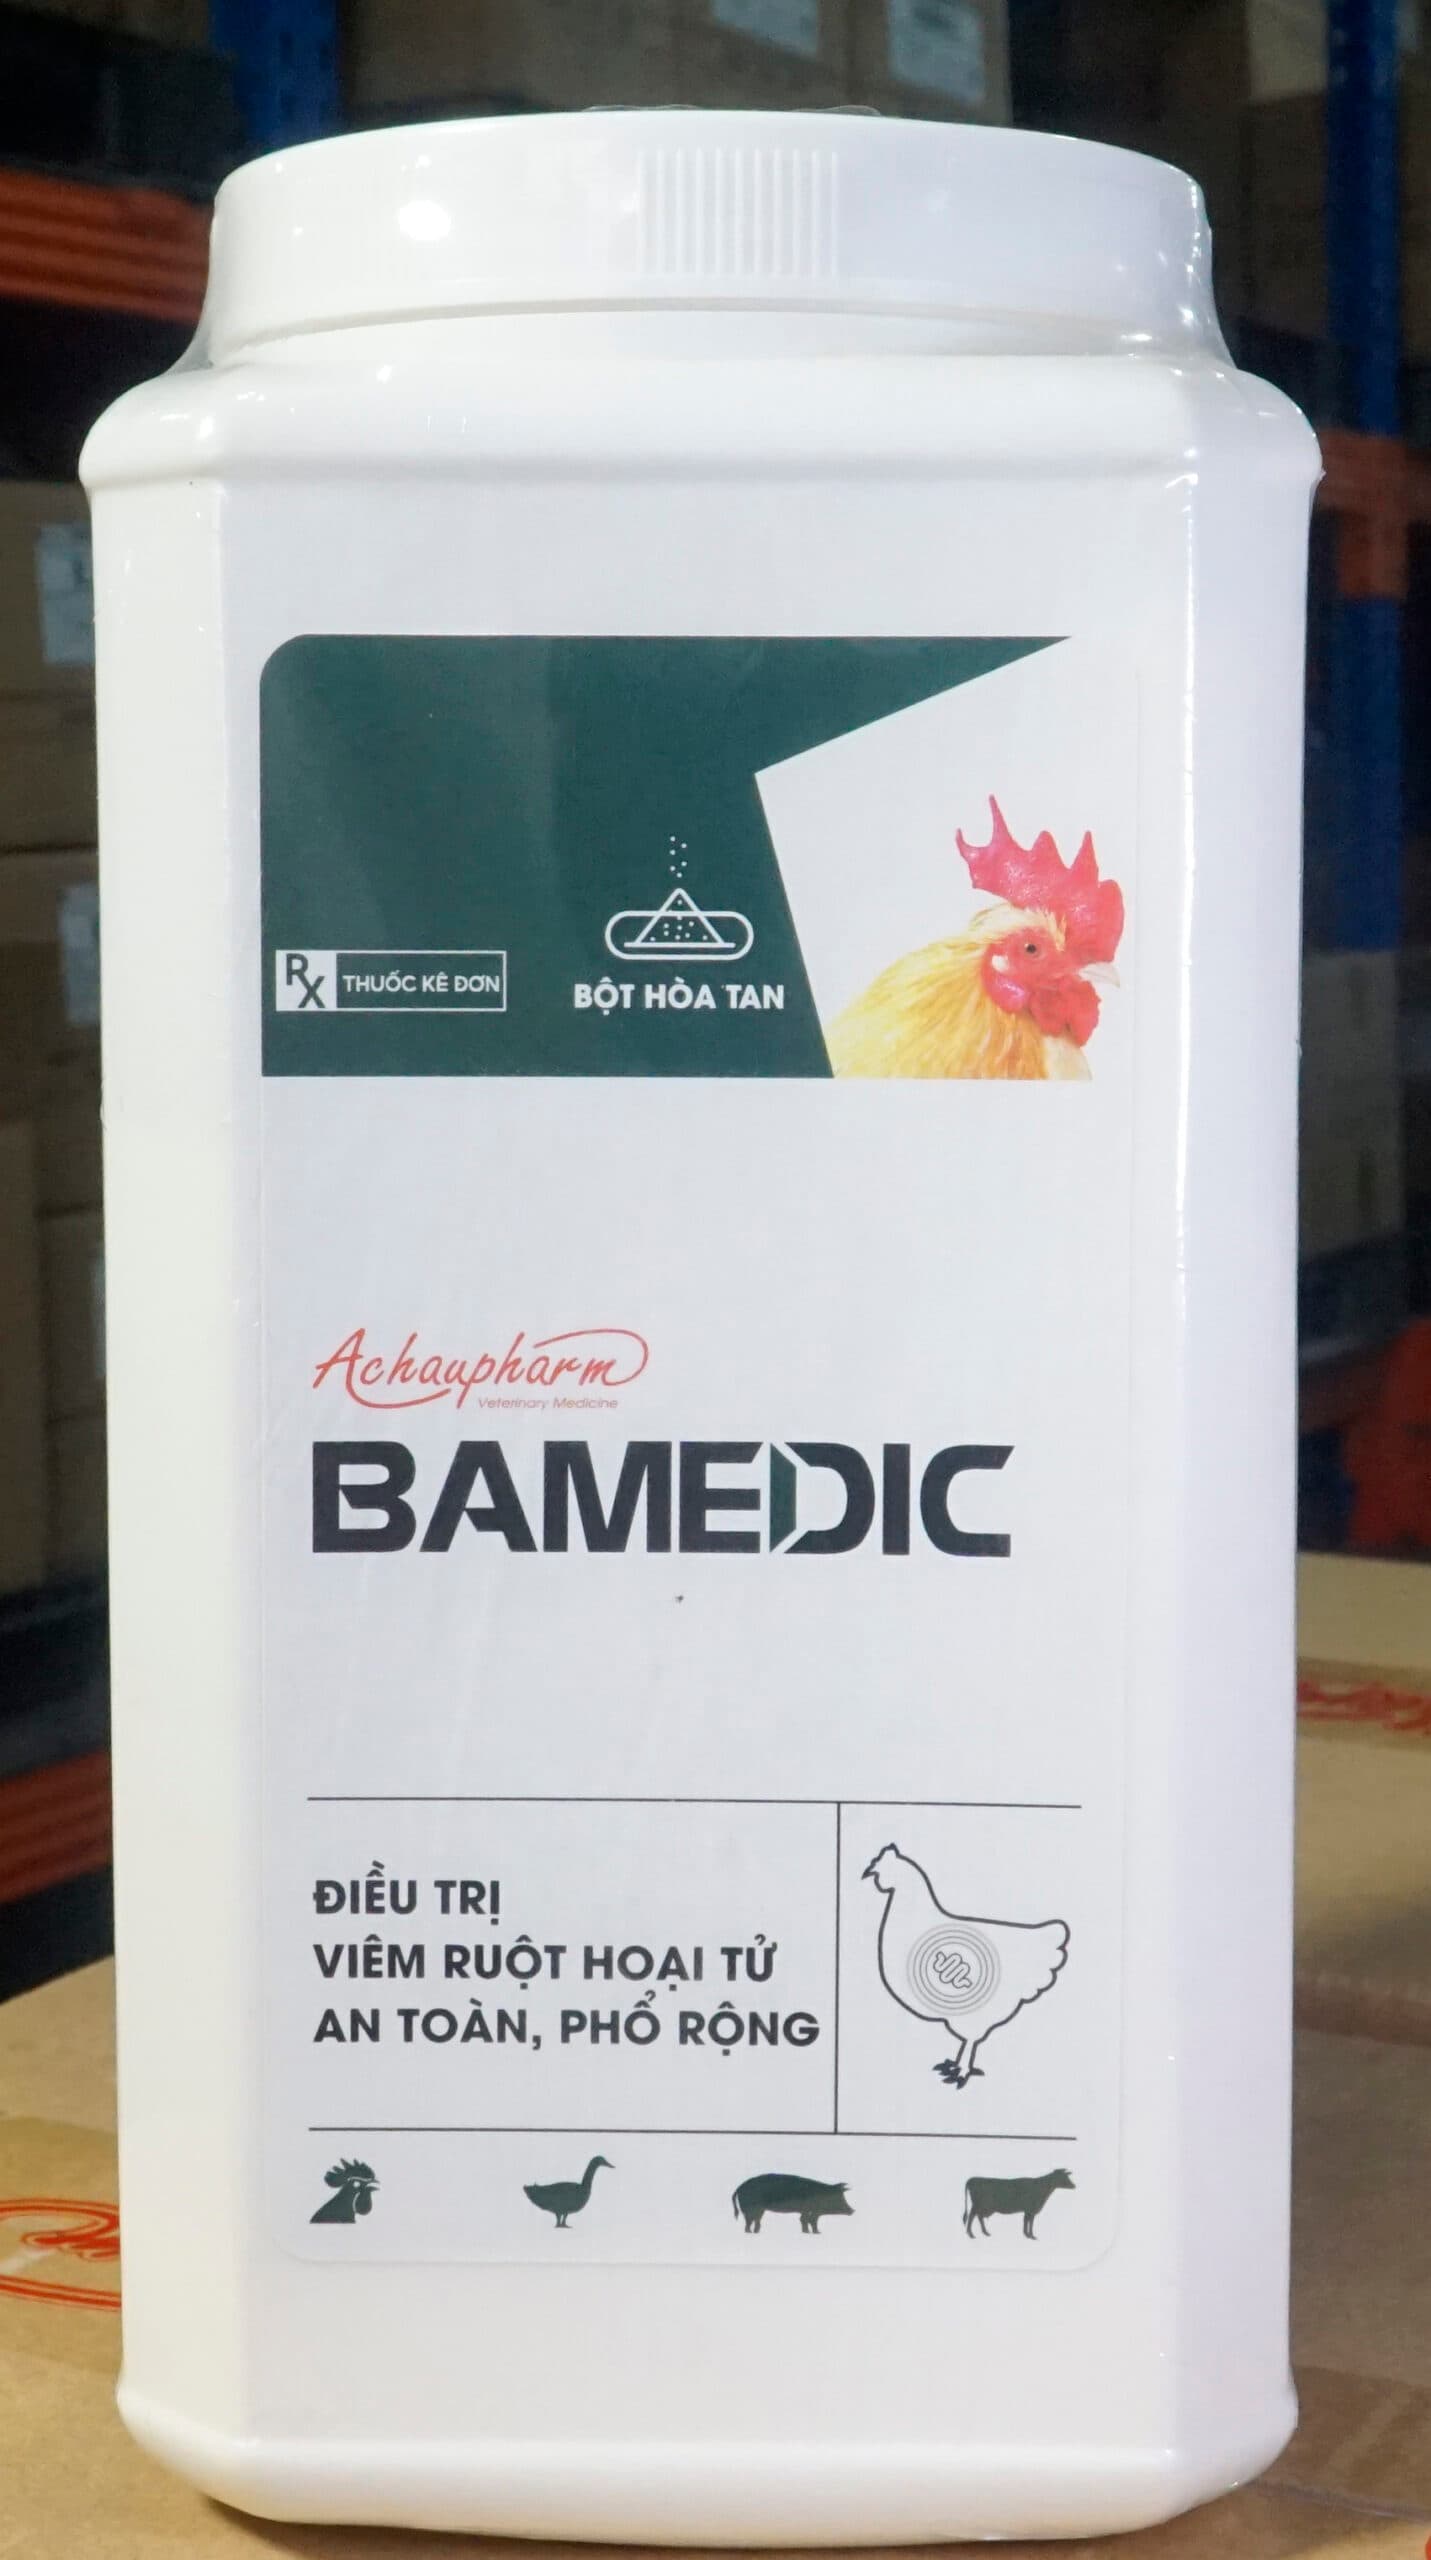 RX THUỐC KÊ ĐƠN
BỘT HÒA TAN
Achaupharm
Veterinary Medicine
BAMEDIC
ĐIỀU TRỊ
VIÊM RUỘT HOẠI TỬ
AN TOÀN, PHỔ RỘNG